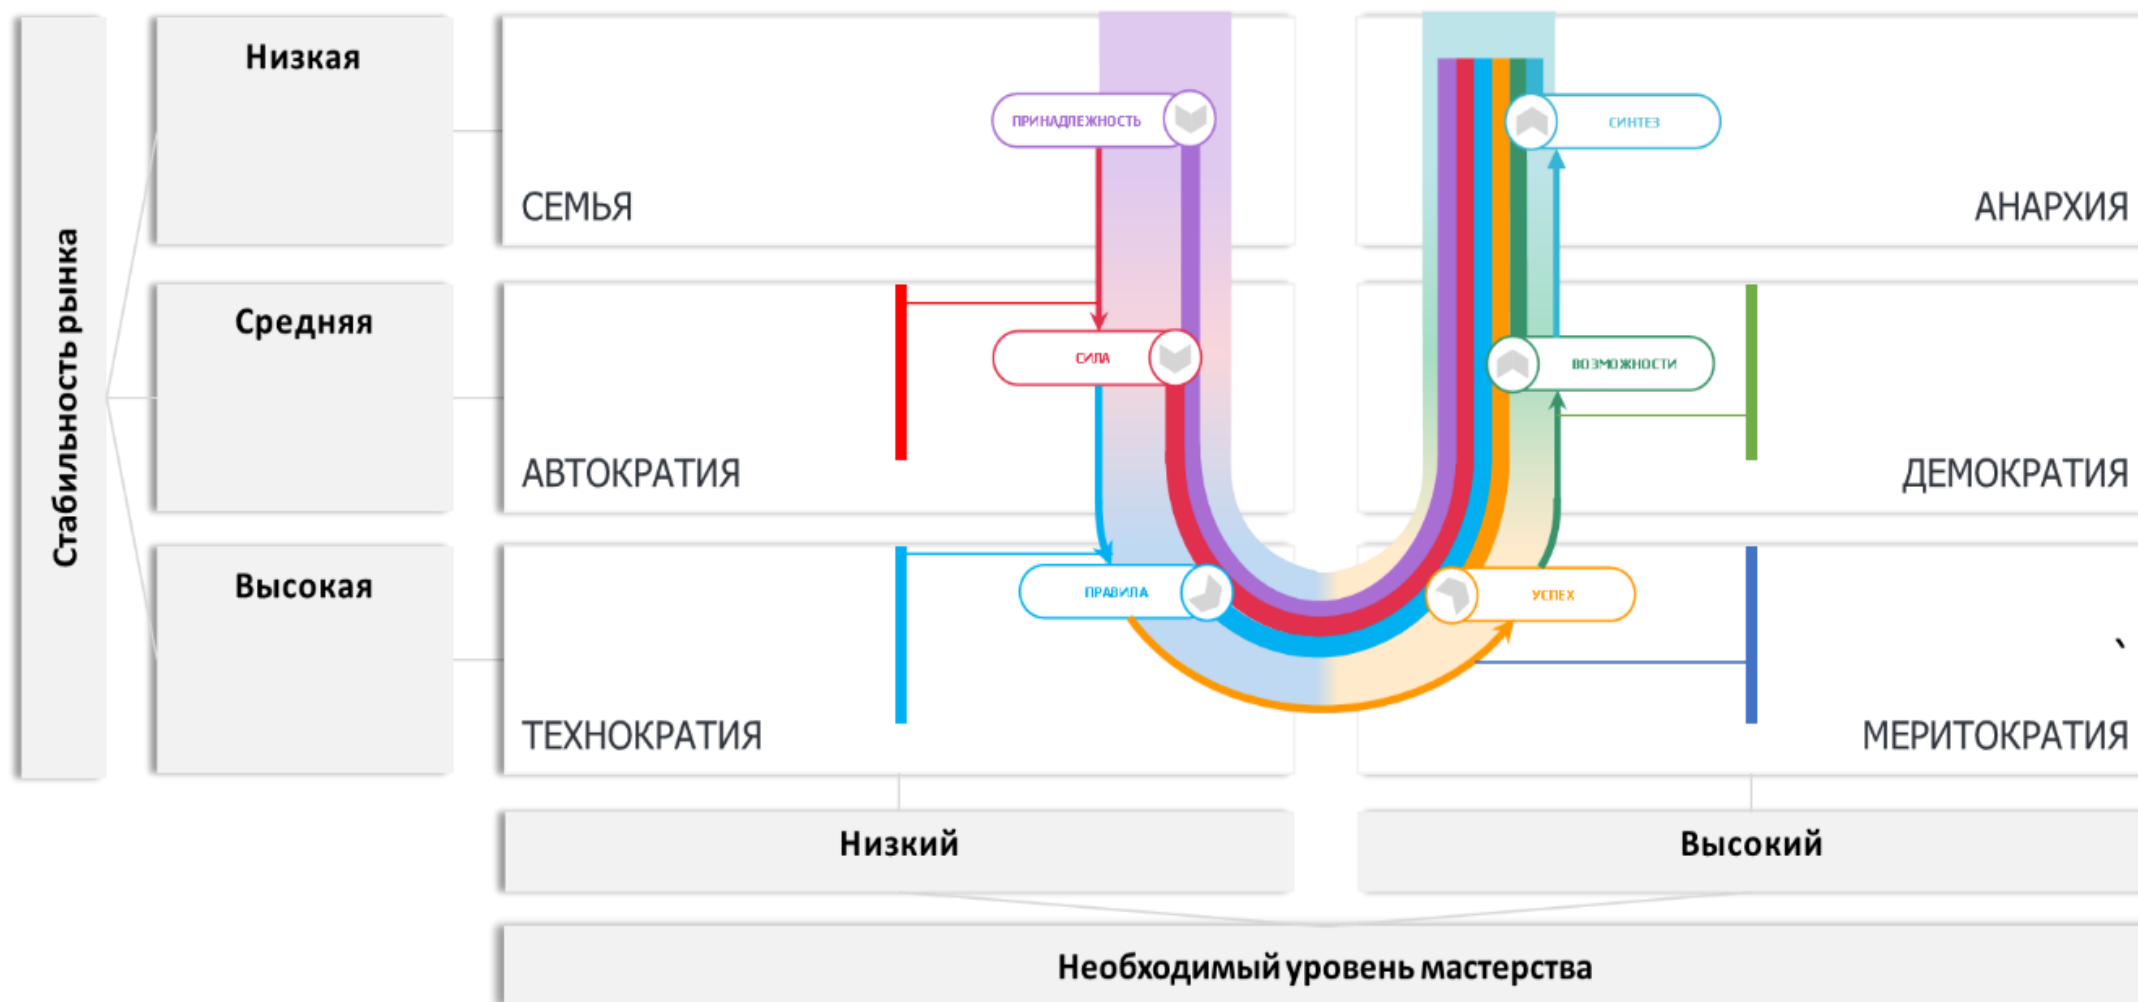 Стабильность рынка
Низкая
ПРИНАДЛЕЖНОСТЬ
СИНТЕЗ
СЕМЬЯ
АНАРХИЯ
Средняя
СИЛА
ВОЗМОЖНОСТИ
АВТОКРАТИЯ
ДЕМОКРАТИЯ
Высокая
ПРАВИЛА
УСПЕХ
`
ТЕХНОКРАТИЯ
МЕРИТОКРАТИЯ
Низкий
Высокий
Необходимый уровень мастерства